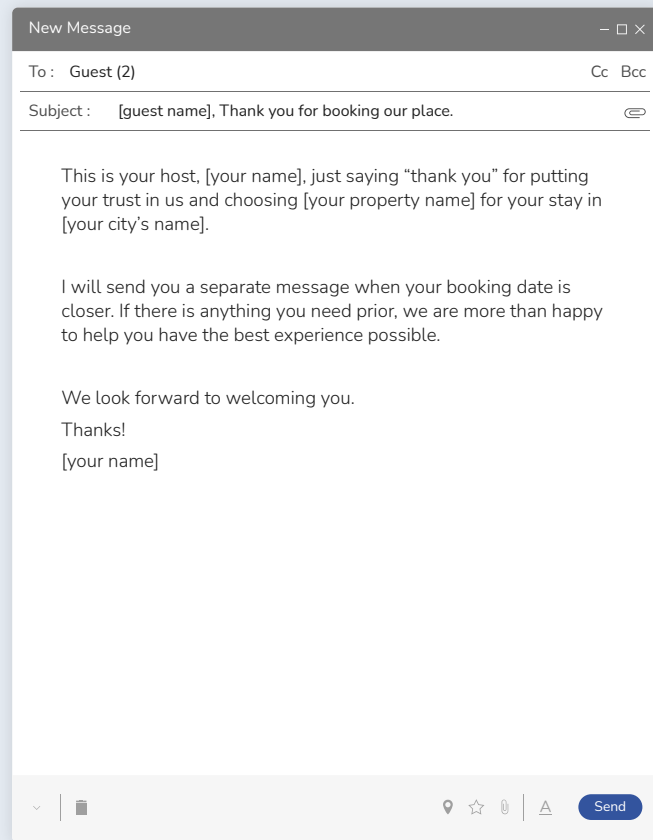 New Message
To : Guest (2) Cc Bcc
Subject : [guest name], Thank you for booking our place.
This is your host, [your name], just saying “thank you” for putting
your trust in us and choosing [your property name] for your stay in
[your city’s name].
I will send you a separate message when your booking date is
closer. If there is anything you need prior, we are more than happy
to help you have the best experience possible.
We look forward to welcoming you.
Thanks!
[your name]
A Send